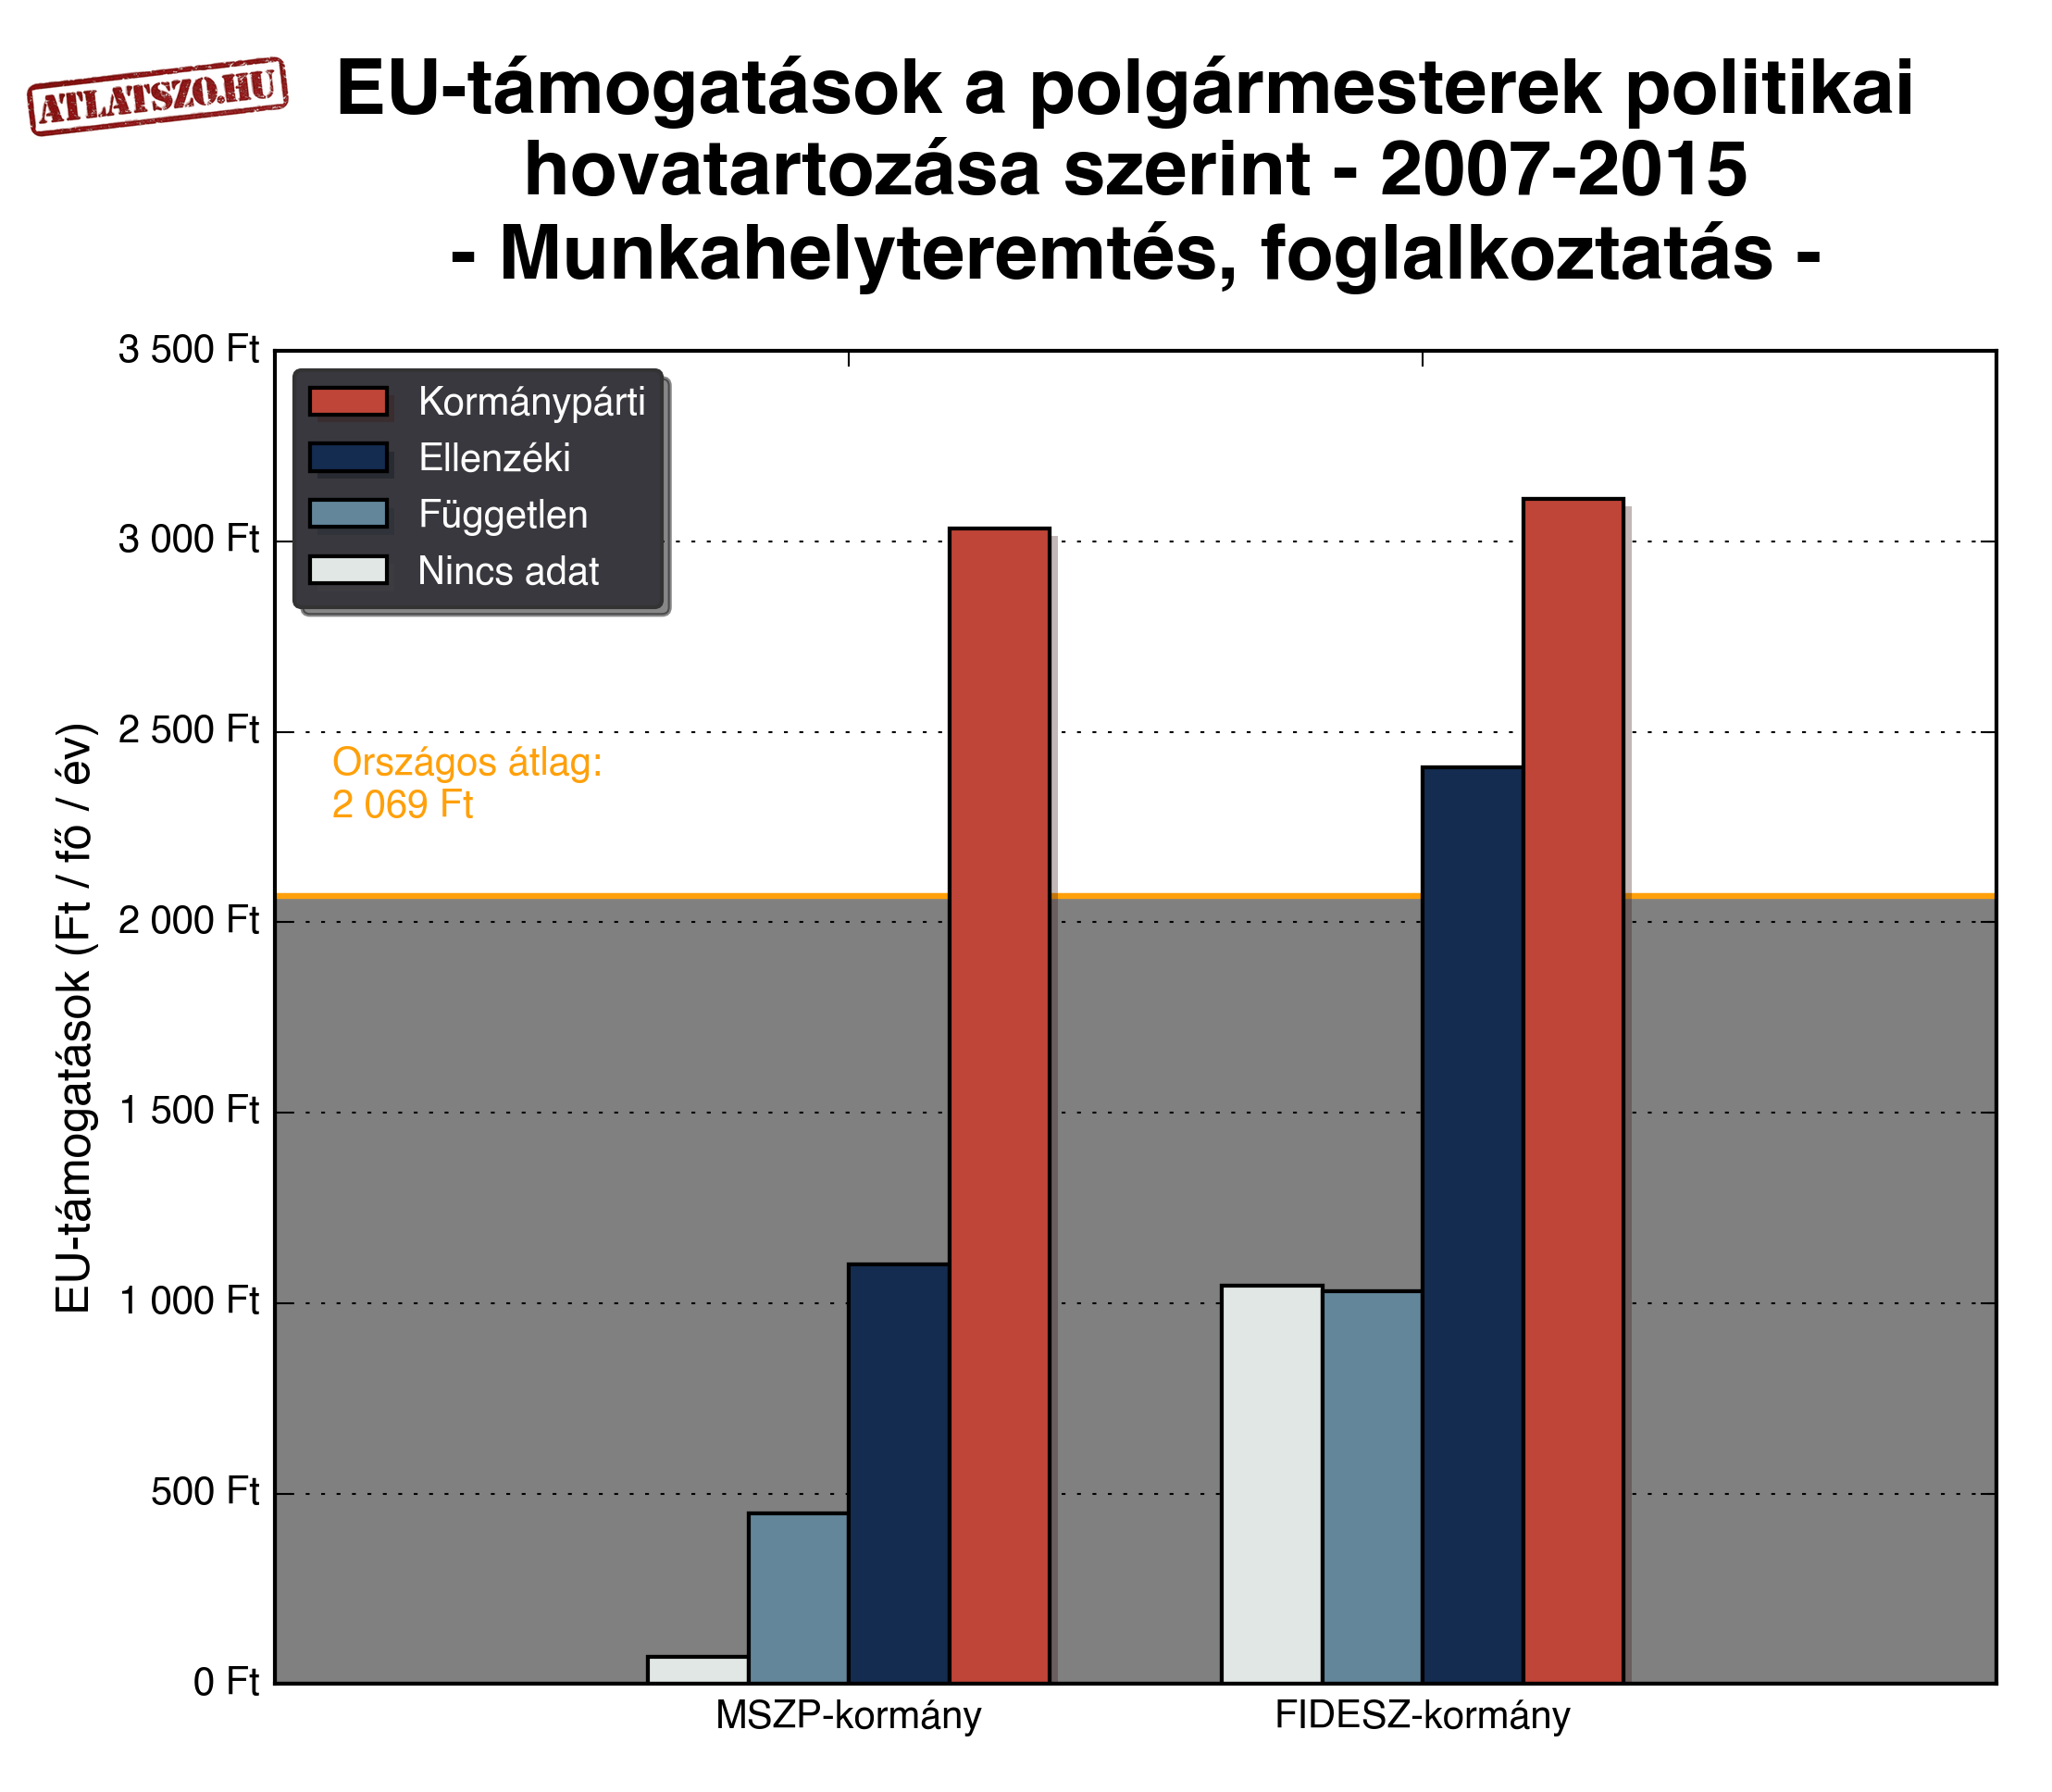 ATLATSZO.HU
EU-támogatások a polgármesterek politikai
hovatartozása szerint - 2007-2015
- Munkahelyteremtés, foglalkoztatás -
3 500 Ft
3 000 Ft
2 500 Ft
2 000 Ft
1 500 Ft
1 000 Ft
500 Ft
0 Ft
EU-támogatások (Ft / fő / év)
Kormánypárti
Ellenzéki
Független
Nincs adat
Országos átlag:
2 069 Ft
MSZP-kormány
FIDESZ-kormány